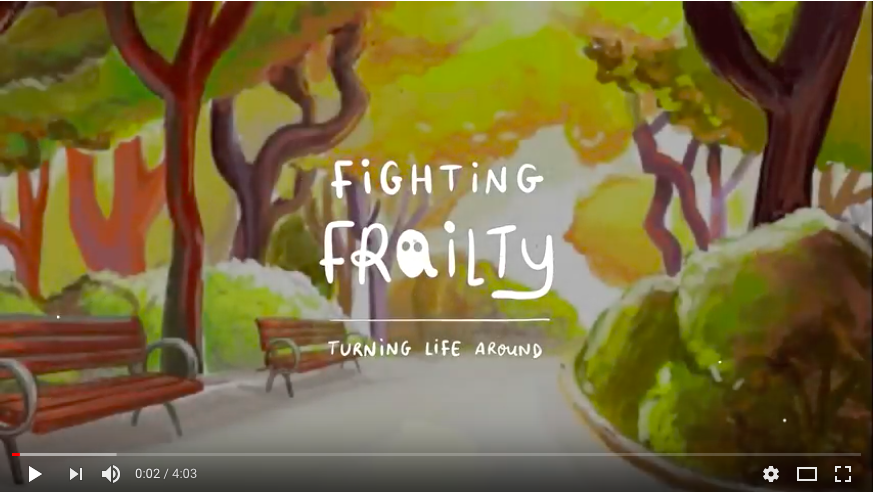 FiGHTiNG
FRaiLTy
TURNiNG LiFE AROUND
0:02 / 4:03